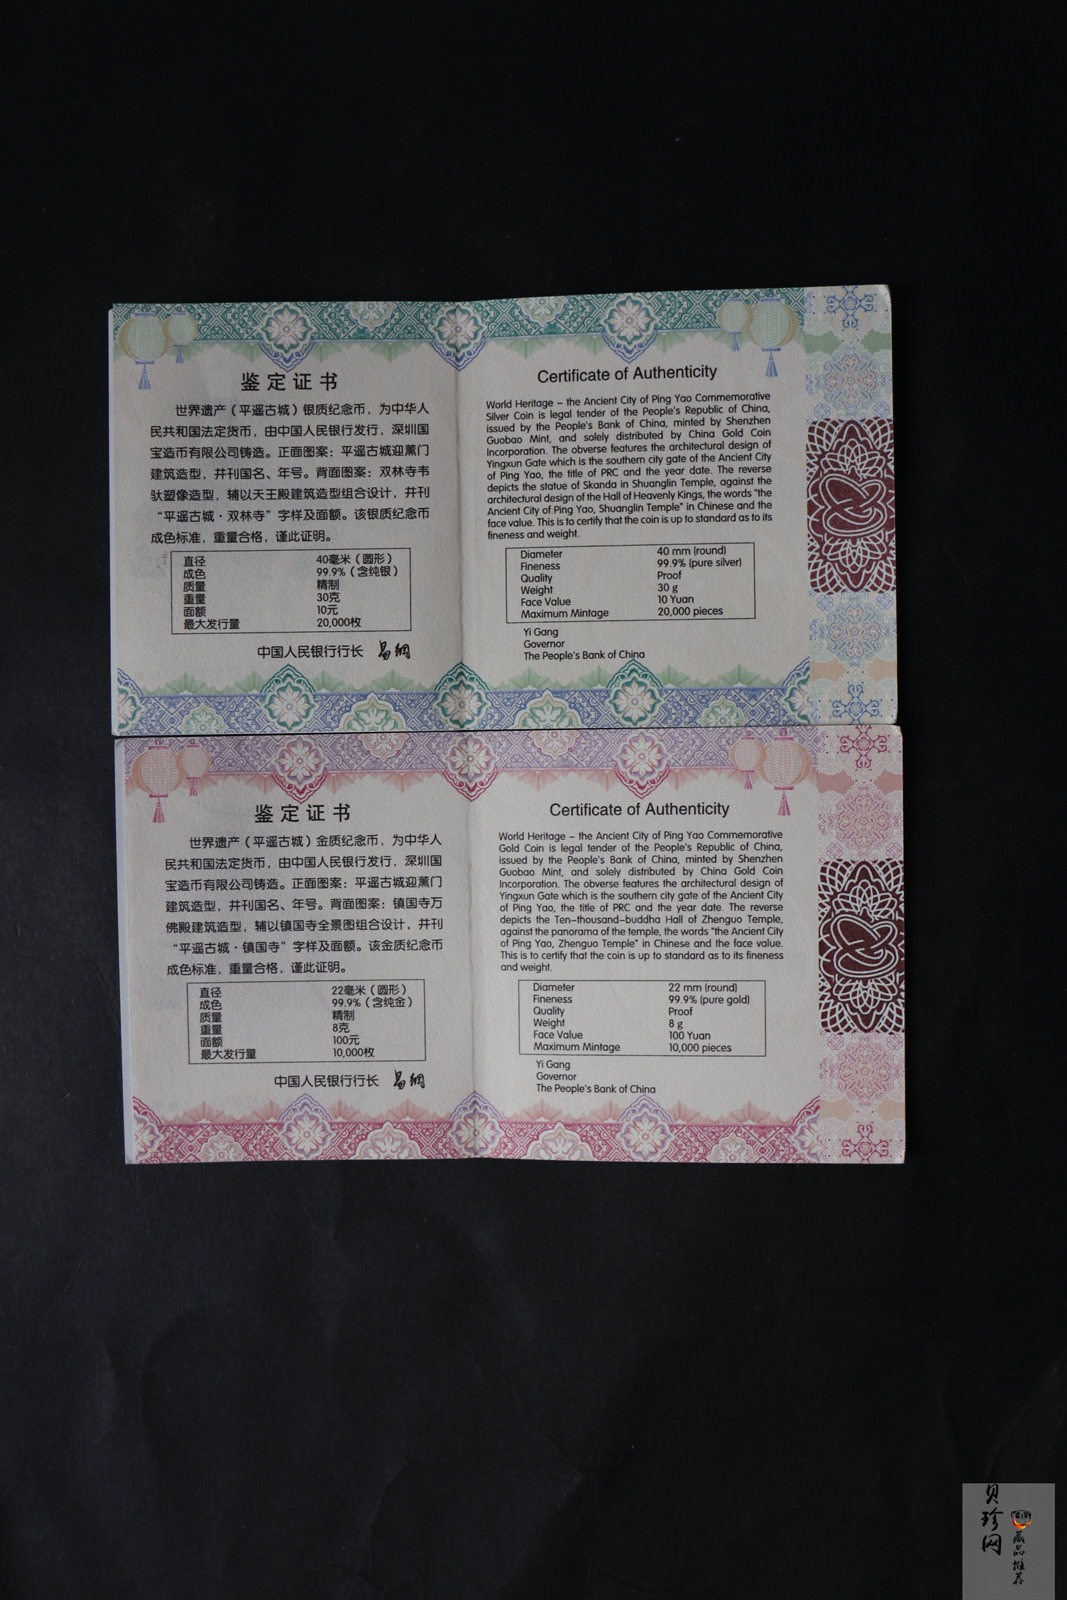 鉴定证书
世界遗产（平遥古城）银质纪念币，为中华人
民共和国法定货币，由中国人民银行发行，深圳国
宝造币有限公司铸造。正面图案：平遥古城迎薰门
建筑造型，并刊国名、年号。背面图案：双林寺韦
驮塑像造型，辅以天王殿建筑造型组合设计，并刊
“平遥古城·双林寺”字样及面额。该银质纪念币
成色标准，重量合格，谨此证明。
直径 40毫米（圆形）
成色 99.9%（含纯银）
质量 精制
重量 30克
面额 10元
最大发行量 20,000枚
中国人民银行行长 易纲
Certificate of Authenticity
World Heritage – the Ancient City of Ping Yao Commemorative
Silver Coin is legal tender of the People's Republic of China,
issued by the People's Bank of China, minted by Shenzhen
Guobao Mint, and solely distributed by China Gold Coin
Incorporation. The obverse features the architectural design of
Yingxun Gate which is the southern city gate of the Ancient City
of Ping Yao, the title of PRC and the year date. The reverse
depicts the statue of Skanda in Shuanglin Temple, against the
architectural design of the Hall of Heavenly Kings, the words "the
Ancient City of Ping Yao, Shuanglin Temple" in Chinese and the
face value. This is to certify that the coin is up to standard as to its
fineness and weight.
Diameter 40 mm (round)
Fineness 99.9% (pure silver)
Quality Proof
Weight 30 g
Face Value 10 Yuan
Maximum Mintage 20,000 pieces
Yi Gang
Governor
The People's Bank of China
鉴定证书
世界遗产（平遥古城）金质纪念币，为中华人
民共和国法定货币，由中国人民银行发行，深圳国
宝造币有限公司铸造。正面图案：平遥古城迎薰门
建筑造型，并刊国名、年号。背面图案：镇国寺万
佛殿建筑造型，辅以镇国寺全景图组合设计，并刊
“平遥古城·镇国寺”字样及面额。该金质纪念币
成色标准，重量合格，谨此证明。
直径 22毫米（圆形）
成色 99.9%（含纯金）
质量 精制
重量 8克
面额 100元
最大发行量 10,000枚
中国人民银行行长 易纲
Certificate of Authenticity
World Heritage – the Ancient City of Ping Yao Commemorative
Gold Coin is legal tender of the People's Republic of China,
issued by the People's Bank of China, minted by Shenzhen
Guobao Mint, and solely distributed by China Gold Coin
Incorporation. The obverse features the architectural design of
Yingxun Gate which is the southern city gate of the Ancient City
of Ping Yao, the title of PRC and the year date. The reverse
depicts the Ten–thousand–buddha Hall of Zhenguo Temple,
against the panorama of the temple, the words "the Ancient City
of Ping Yao, Zhenguo Temple" in Chinese and the face value.
This is to certify that the coin is up to standard as to its fineness
and weight.
Diameter 22 mm (round)
Fineness 99.9% (pure gold)
Quality Proof
Weight 8 g
Face Value 100 Yuan
Maximum Mintage 10,000 pieces
Yi Gang
Governor
The People's Bank of China
贝珍网
藏品推荐